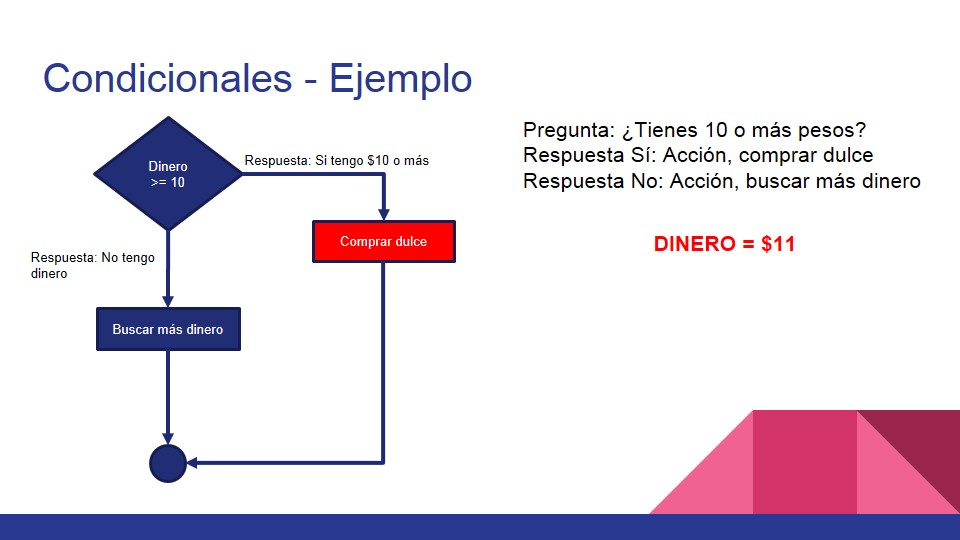 Condicionales - Ejemplo
Dinero
>= 10
Respuesta: Si tengo $10 o más
Comprar dulce
Respuesta: No tengo
dinero
Buscar más dinero
Pregunta: ¿Tienes 10 o más pesos?
Respuesta Sí: Acción, comprar dulce
Respuesta No: Acción, buscar más dinero
DINERO = $11